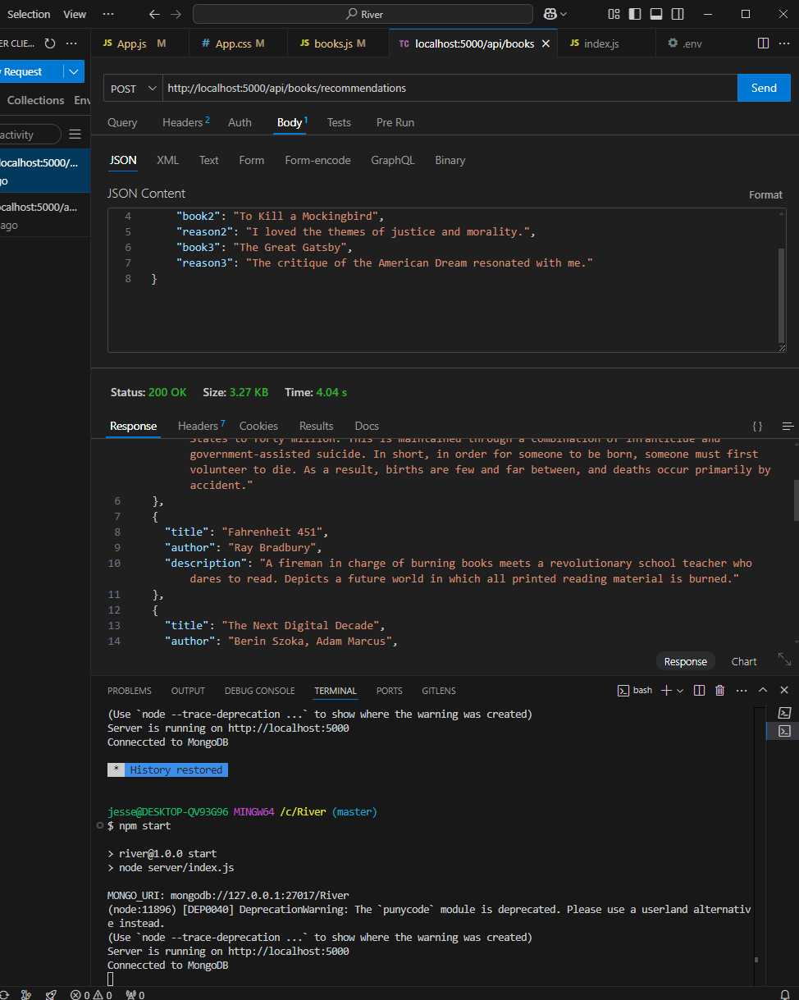 Selection View ··· River
ER CLIE... ···
JS App.js M # App.css M JS books.js M TC localhost:5000/api/books JS index.js .env ···
Request
POST http://localhost:5000/api/books/recommendations Send
Collections Env
Query Headers 2 Auth Body 1 Tests Pre Run
activity
JSON XML Text Form Form-encode GraphQL Binary
localhost:5000/...
go
JSON Content Format
ocalhost:5000/a...
ago
4 "book2": "To Kill a Mockingbird",
5 "reason2": "I loved the themes of justice and morality.",
6 "book3": "The Great Gatsby",
7 "reason3": "The critique of the American Dream resonated with me."
8 }
Status: 200 OK Size: 3.27 KB Time: 4.04 s
Response Headers 7 Cookies Results Docs { }
States to forty million. This is maintained through a combination of infanticide and
government-assisted suicide. In short, in order for someone to be born, someone must first
volunteer to die. As a result, births are few and far between, and deaths occur primarily by
accident."
6 },
7 {
8 "title": "Fahrenheit 451",
9 "author": "Ray Bradbury",
10 "description": "A fireman in charge of burning books meets a revolutionary school teacher who
dares to read. Depicts a future world in which all printed reading material is burned."
11 },
12 {
13 "title": "The Next Digital Decade",
14 "author": "Berin Szoka, Adam Marcus",
Response Chart
PROBLEMS OUTPUT DEBUG CONSOLE TERMINAL PORTS GITLENS bash ···
(Use `node --trace-deprecation ...` to show where the warning was created)
Server is running on http://localhost:5000
Conneccted to MongoDB
* History restored
jesse@DESKTOP-QV93G96 MINGW64 /c/River (master)
$ npm start
> river@1.0.0 start
> node server/index.js
MONGO_URI: mongodb://127.0.0.1:27017/River
(node:11896) [DEP0040] DeprecationWarning: The `punycode` module is deprecated. Please use a userland alternativ
e instead.
(Use `node --trace-deprecation ...` to show where the warning was created)
Server is running on http://localhost:5000
Conneccted to MongoDB
0 0 0